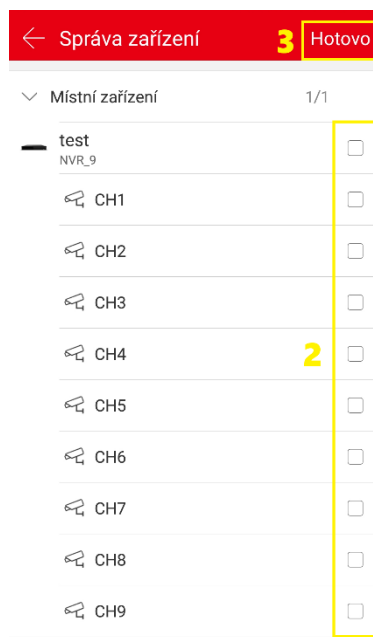 Správa zařízení
3
Hotovo
Místní zařízení 1/1
test
NVR_9
CH1
CH2
CH3
CH4
2
CH5
CH6
CH7
CH8
CH9